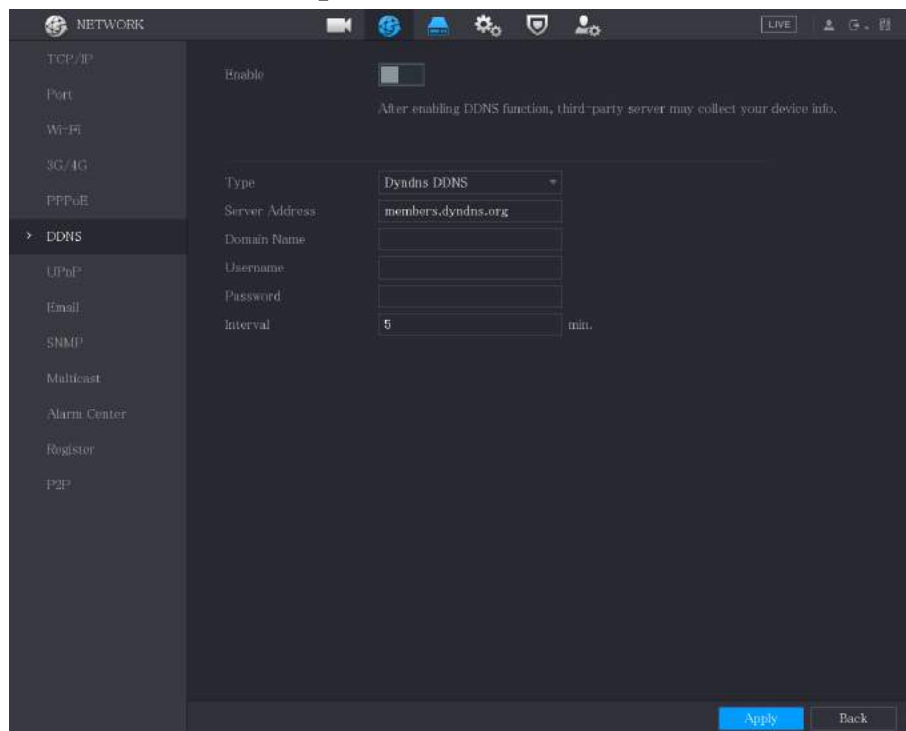 NETWORK
LIVE
TCP/IP
Port
Wi-Fi
3G/4G
PPPoE
DDNS
UPnP
Email
SNMP
Multicast
Alarm Center
Register
P2P
Enable
After enabling DDNS function, third-party server may collect your device info.
Type Dyndns DDNS
Server Address members.dyndns.org
Domain Name
Username
Password
Interval 5 min.
Apply Back